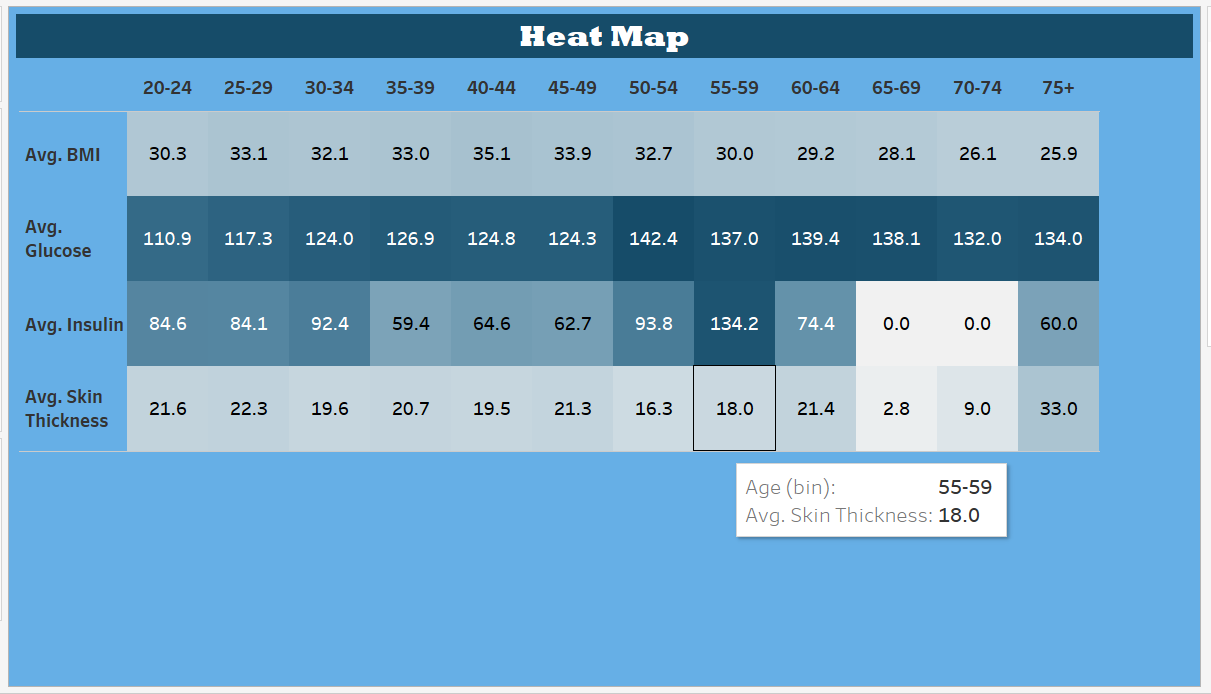 Heat Map
20-24 25-29 30-34 35-39 40-44 45-49 50-54 55-59 60-64 65-69 70-74 75+
Avg. BMI 30.3 33.1 32.1 33.0 35.1 33.9 32.7 30.0 29.2 28.1 26.1 25.9
Avg.
Glucose 110.9 117.3 124.0 126.9 124.8 124.3 142.4 137.0 139.4 138.1 132.0 134.0
Avg. Insulin 84.6 84.1 92.4 59.4 64.6 62.7 93.8 134.2 74.4 0.0 0.0 60.0
Avg. Skin
Thickness 21.6 22.3 19.6 20.7 19.5 21.3 16.3 18.0 21.4 2.8 9.0 33.0
Age (bin): 55-59
Avg. Skin Thickness: 18.0